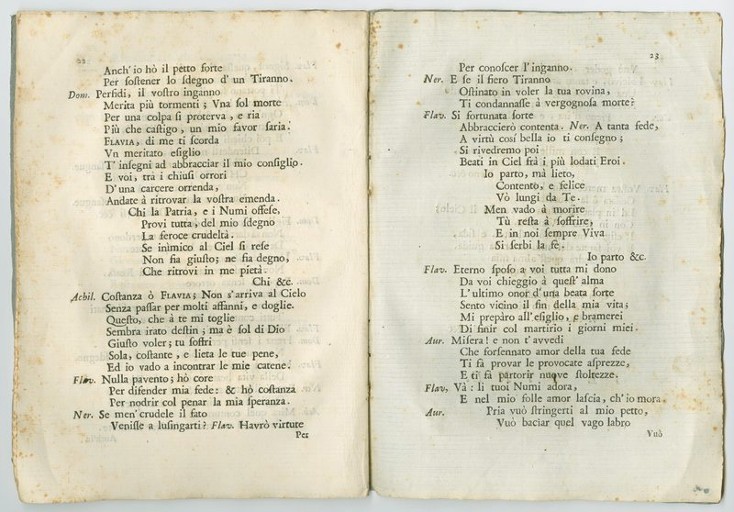 22
Anch' io hò il petto forte
Per ſoſtener lo ſdegno d' un Tiranno.
Dom. Perfidi, il voſtro inganno
Merita più tormenti; Vna ſol morte
Per una colpa sì proterva, e ria
Più che caſtigo, un mio favor ſaria.
FLAVIA, di me ti ſcorda
Vn meritato eſiglio
T' inſegni ad abbracciar il mio conſiglio.
E voi, trà i chiuſi orrori
D' una carcere orrenda,
Andate à ritrovar la voſtra emenda.
Chi la Patria, e i Numi offeſe,
Provi tutta, del mio ſdegno
La feroce crudeltà.
Se inimico al Ciel ſi reſe
Non ſia giuſto; ne ſia degno,
Che ritrovi in me pietà.
Chi &c.
Achil. Coſtanza ò FLAVIA; Non s'arriva al Cielo
Senza paſſar per molti affanni, e doglie.
Queſto, che à te mi toglie
Sembra irato deſtin; ma è ſol di Dio
Giuſto voler; tu ſoffri
Sola, coſtante, e lieta le tue pene,
Ed io vado a incontrar le mie catene.
Flav. Nulla pavento; hò core
Per difender mia fede: & hò coſtanza
Per nodrir col penar la mia ſperanza.
Ner. Se men' crudele il fato
Veniſſe a luſingarti? Flav. Havrò virtute
Per
23
Per conoſcer l' inganno.
Ner. E ſe il fiero Tiranno
Oſtinato in voler la tua rovina,
Ti condannaſſe à vergognoſa morte?
Flav. Si fortunata ſorte
Abbraccierò contenta. Ner. A tanta fede,
A virtù coſì bella io ti conſegno;
Si rivedremo poi
Beati in Ciel frà i più lodati Eroi.
Io parto, mà lieto,
Contento, e felice
Vò lungi da Te.
Men vado à morire
Tù reſta à ſoffrire,
E in noi ſempre Viva
Si ſerbi la fè.
Io parto &c.
Flav. Eterno ſpoſo a voi tutta mi dono
Da voi chieggio à queſt' alma
L' ultimo onor d' una beata ſorte
Sento vicino il fin della mia vita;
Mi prepàro all' eſiglio, e bramerei
Di finir col martirio i giorni miei.
Aur. Miſera! e non t' avvedi
Che forſennato amor della tua fede
Ti fà provar le provocate aſprezze,
E ti fà partorir nuove ſtoltezze.
Flav. Và: li tuoi Numi adora,
E nel mio folle amor laſcia, ch' io mora.
Aur. Pria vuò ſtringerti al mio petto,
Vuò baciar quel vago labro
Vuò